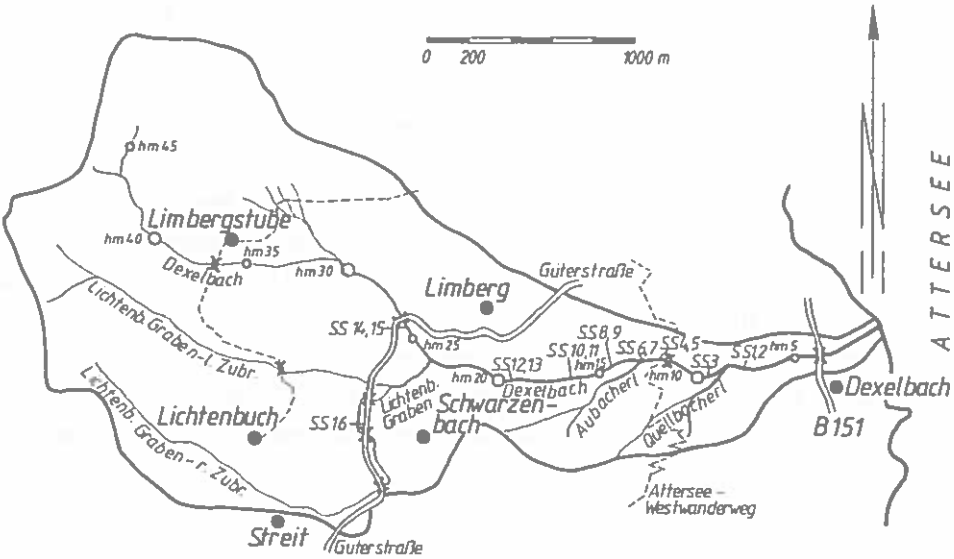 0 200 1000 m
hm 45
Limbergstube
hm 40
hm 35
Dexelbach
hm 30
Güterstraße
Limberg
ATTERSEE
Lichtenb. Graben-l. Zubr.
SS 14,15
hm 25
SS 8,9
SS 10,11
hm 15
SS 6,7
SS 4,5
SS 12,13
hm 20
Dexelbach
hm 10
SS 3
SS 1,2
hm 5
Dexelbach
B 151
Lichtenb. Graben-r. Zubr.
Lichtenbuch
SS 16
Lichtenb.
Graben
Schwarzen-
bach
Aubacherl
Quellbacherl
Attersee-
Westwanderweg
Streit
Güterstraße